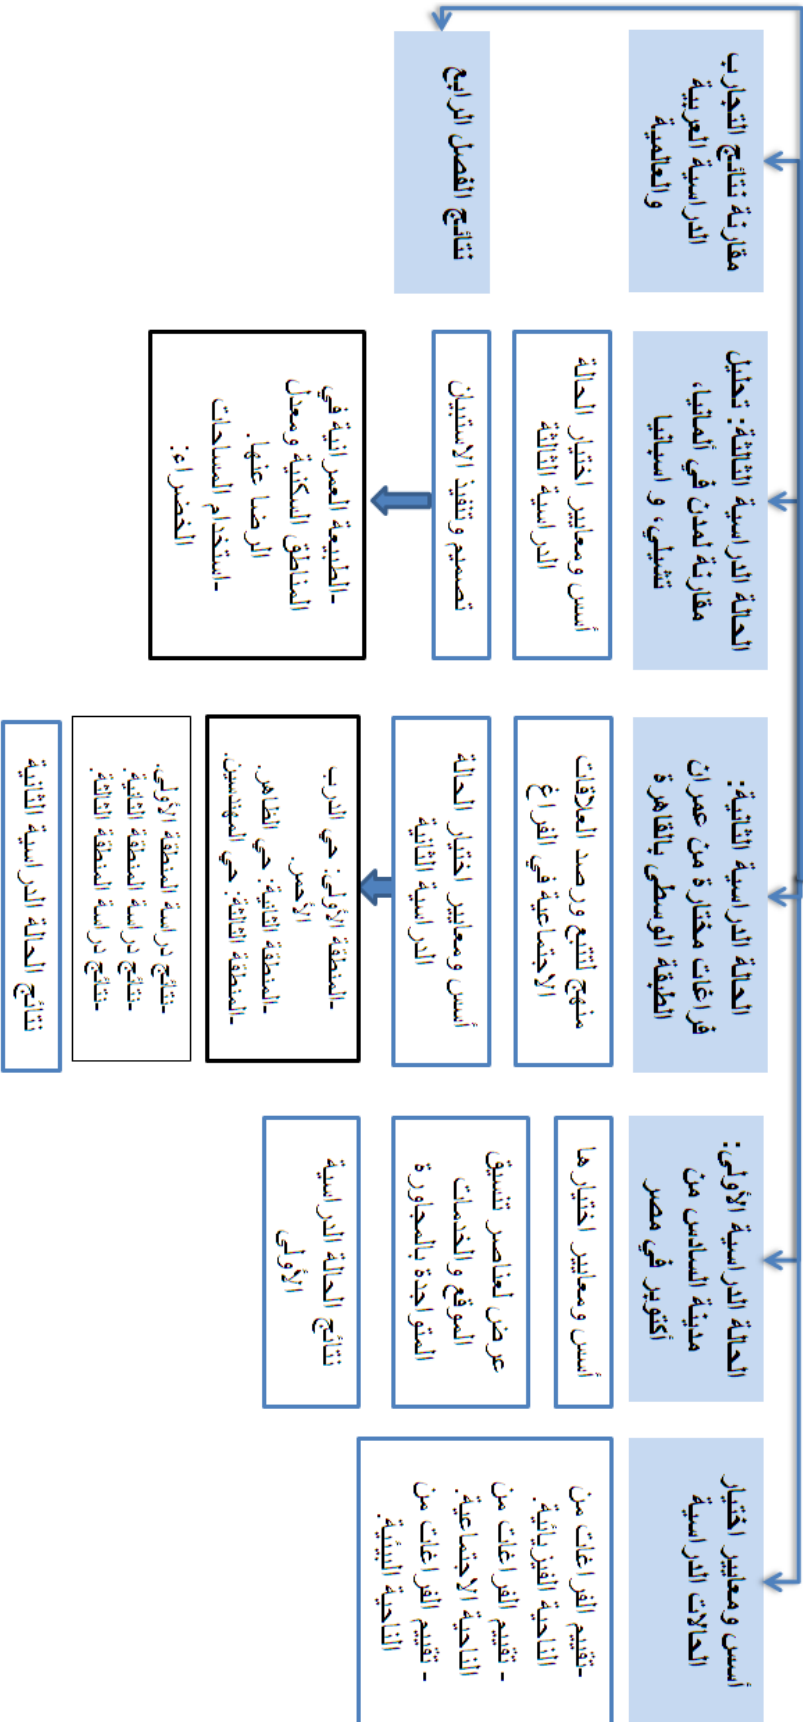 أسس ومعايير اختيار
الحالات الدراسية
-تقييم الفراغات من
الناحية الفيزيائية.
- تقييم الفراغات من
الناحية الاجتماعية.
- تقييم الفراغات من
الناحية البيئية.
الحالة الدراسية الأولى:
مدينة السادس من
أكتوبر في مصر
أسس ومعايير اختيارها
عرض لعناصر تنسيق
الموقع والخدمات
المتواجدة بالمجاورة
نتائج الحالة الدراسية
الأولى
الحالة الدراسية الثانية:
فراغات مختارة من عمران
الطبقة الوسطى بالقاهرة
منهج لتتبع ورصد العلاقات
الاجتماعية في الفراغ
أسس ومعايير اختيار الحالة
الدراسية الثانية
-المنطقة الأولى: حي الدرب
الأحمر.
-المنطقة الثانية: حي الظاهر.
-المنطقة الثالثة: حي المهندسين.
-نتائج دراسة المنطقة الأولى.
-نتائج دراسة المنطقة الثانية.
-نتائج دراسة المنطقة الثالثة.
نتائج الحالة الدراسية الثانية
الحالة الدراسية الثالثة: تحليل
مقارنة لمدن في ألمانيا،
تشيلي، و اسبانيا
أسس ومعايير اختيار الحالة
الدراسية الثالثة
تصميم وتنفيذ الاستبيان
-الطبيعة العمرانية في
المناطق السكنية ومعدل
الرضا عنها.
-استخدام المساحات
الخضراء:
مقارنة نتائج التجارب
الدراسية العربية
والعالمية
نتائج الفصل الرابع